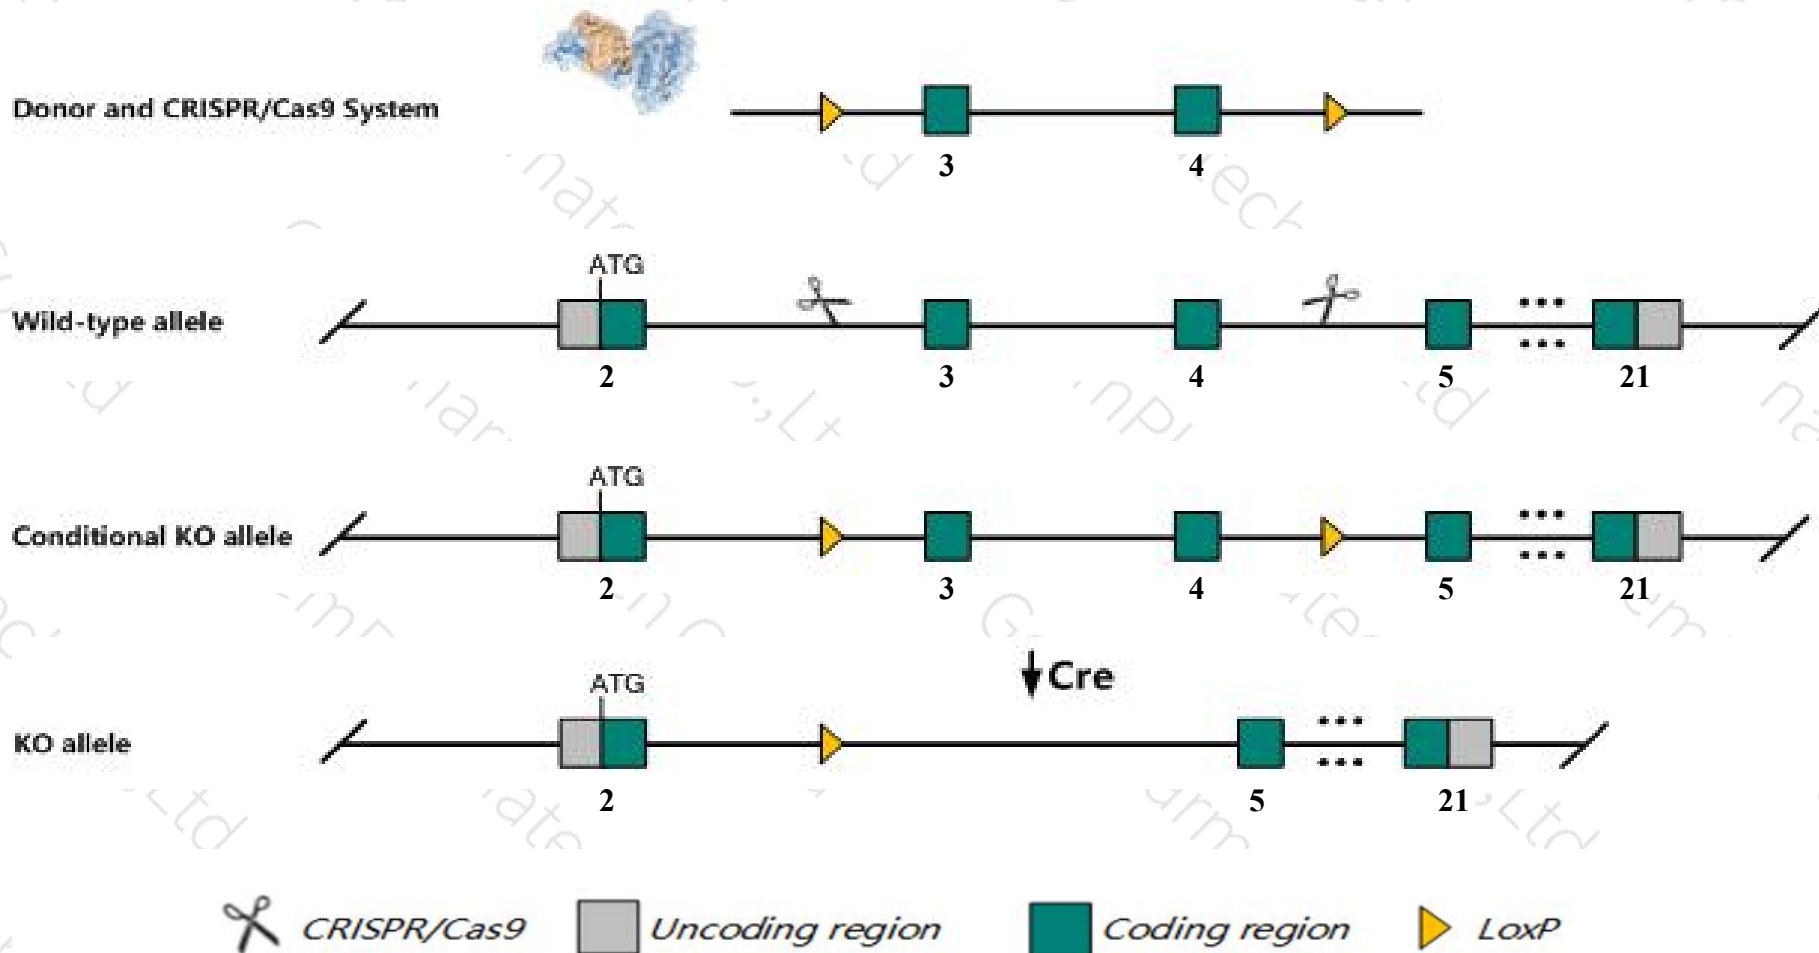 Donor and CRISPR/Cas9 System
3 4
ATG
Wild-type allele
2 3 4 5 21
ATG
Conditional KO allele
2 3 4 5 21
Cre
ATG
KO allele
2 5 21
CRISPR/Cas9 Uncoding region Coding region LoxP